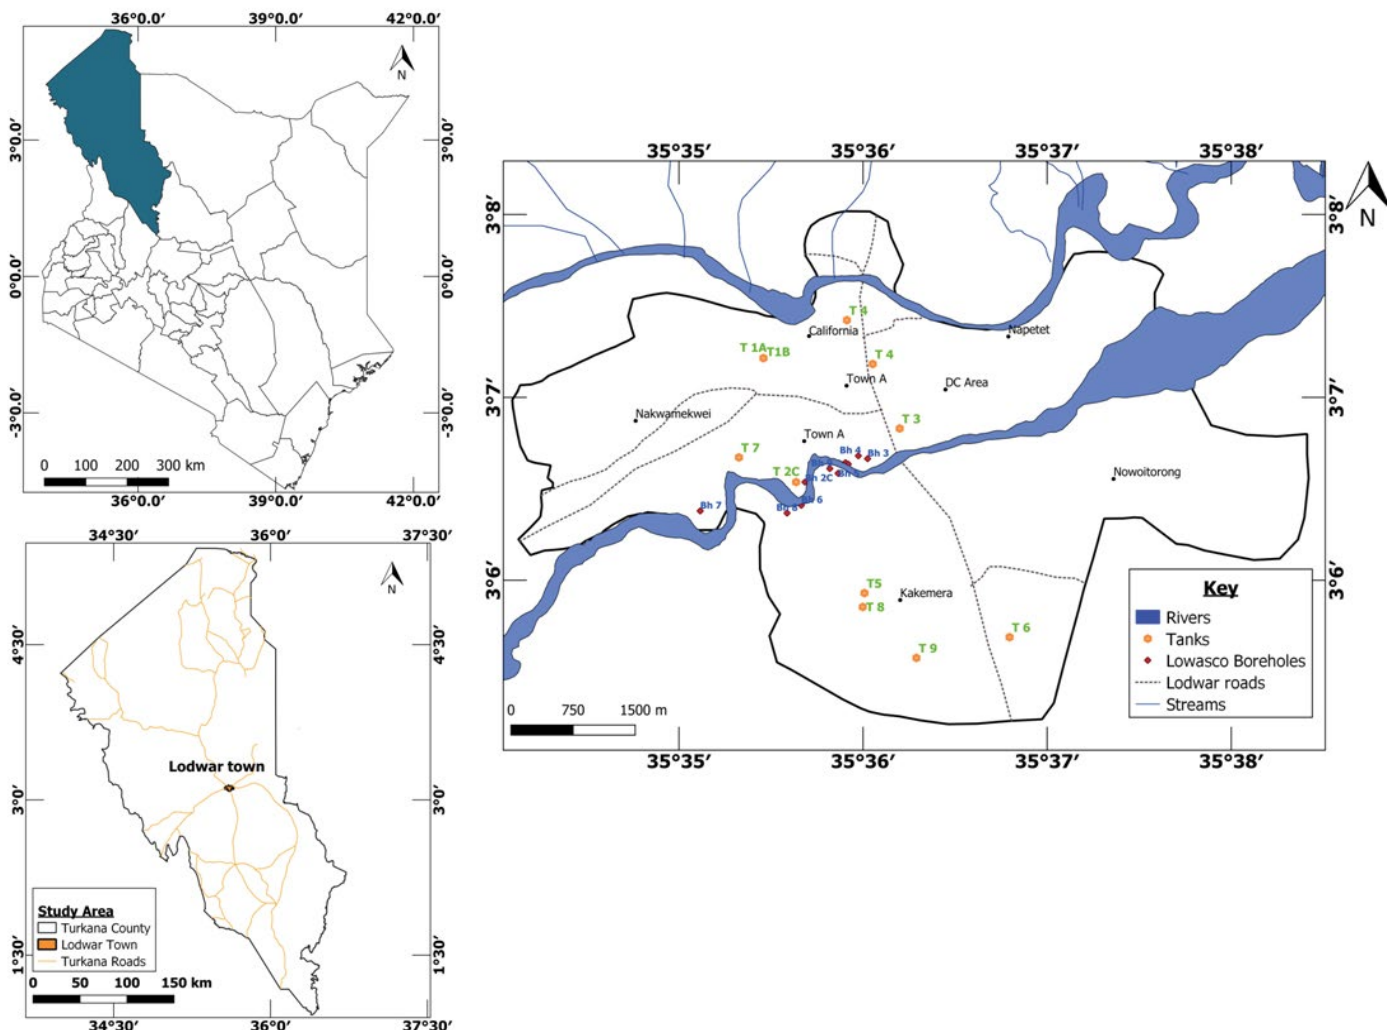 36°0.0′ 39°0.0′ 42°0.0′
N
3°0.0′ 3°0.0′
0°0.0′ 0°0.0′
-3°0.0′ -3°0.0′
0 100 200 300 km
36°0.0′ 39°0.0′ 42°0.0′
34°30′ 36°0′ 37°30′
N
4°30′ 4°30′
Lodwar town
3°0′ 3°0′
Study Area
Turkana County
Lodwar Town
Turkana Roads
1°30′ 1°30′
0 50 100 150 km
34°30′ 36°0′ 37°30′
35°35′ 35°36′ 35°37′ 35°38′
N
3°8′ 3°8′
T 4
California
Napetet
T 1A T1B
T 4
Town A
DC Area
3°7′ 3°7′
Nakwamekwei
T 3
Town A
Bh 4 Bh 3
T 7
T 2C
Bh 2C
Nowoitorong
Bh 7
Bh 8 Bh 6
3°6′ 3°6′
T5
Kakemera
T 8
T 6
T 9
Key
Rivers
Tanks
Lowasco Boreholes
Lodwar roads
Streams
0 750 1500 m
35°35′ 35°36′ 35°37′ 35°38′